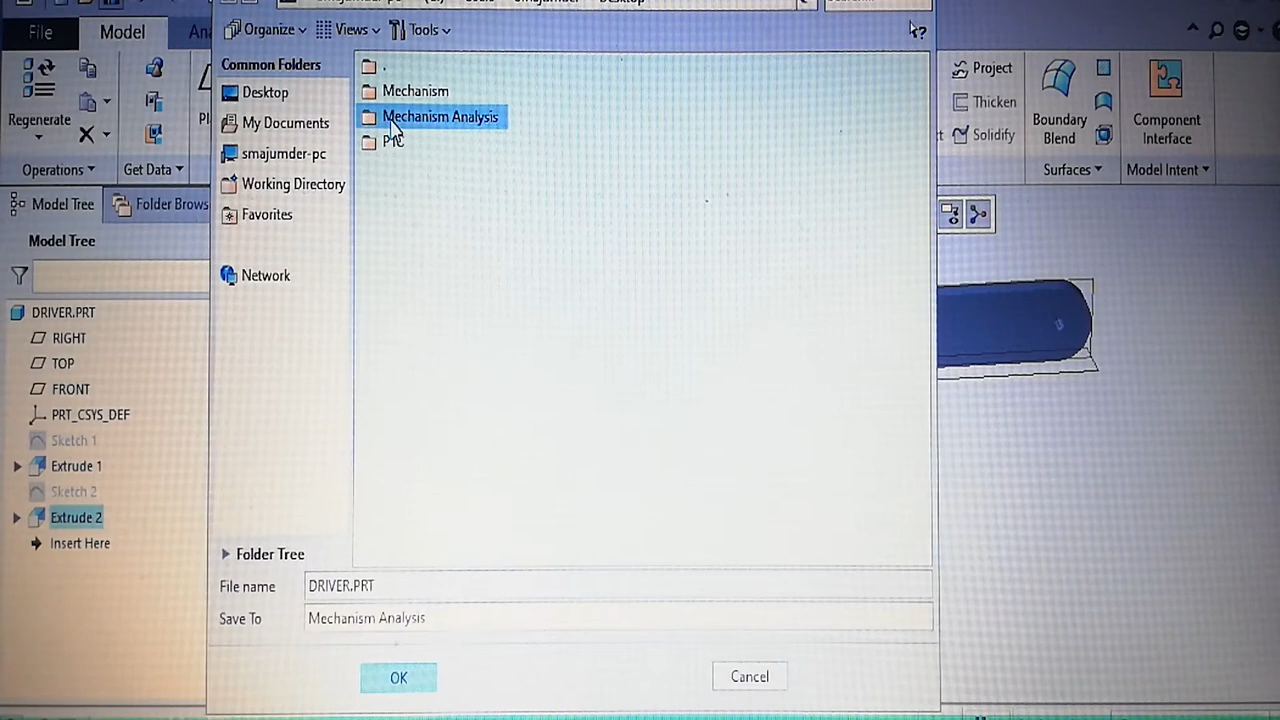 Organize
Views
Tools
File
Model
Common Folders
.
Desktop
Mechanism
My Documents
Mechanism Analysis
smajumder-pc
Working Directory
Favorites
Network
Regenerate
Project
Thicken
Solidify
Boundary
Blend
Component
Interface
Operations
Get Data
Surfaces
Model Intent
Model Tree
Model Tree
DRIVER.PRT
RIGHT
TOP
FRONT
PRT_CSYS_DEF
Sketch 1
Extrude 1
Sketch 2
Extrude 2
Insert Here
Folder Tree
File name
DRIVER.PRT
Save To
Mechanism Analysis
OK
Cancel